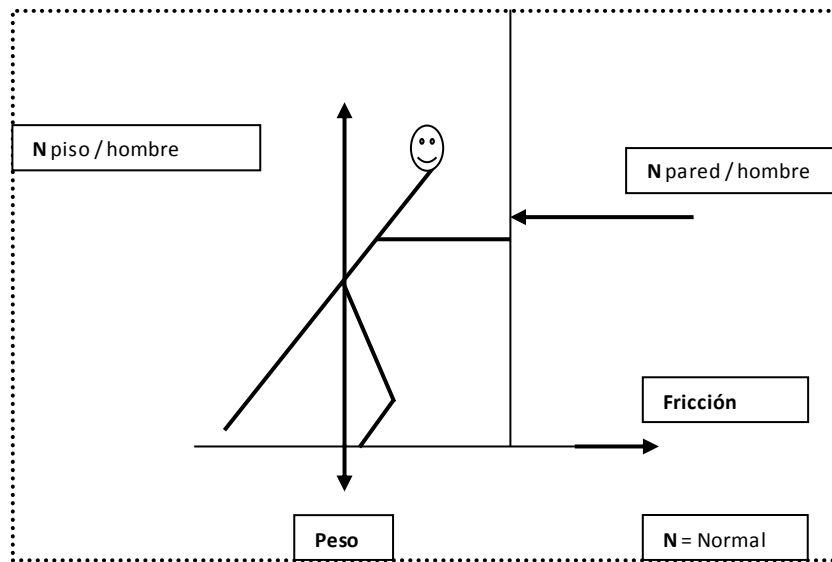 N piso / hombre
N pared / hombre
Fricción
Peso
N = Normal